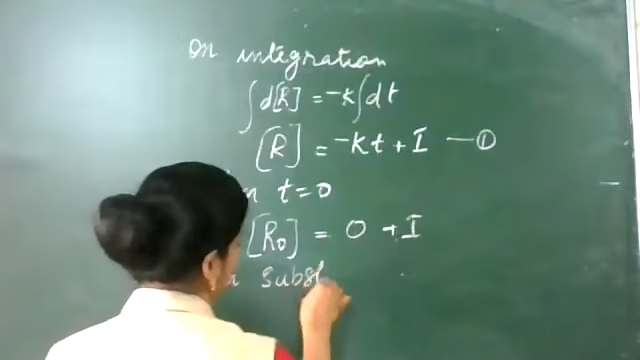 On integration
∫d[R] = -k∫dt
[R] = -kt + I —①
t=0
[R₀] = 0 + I
subst